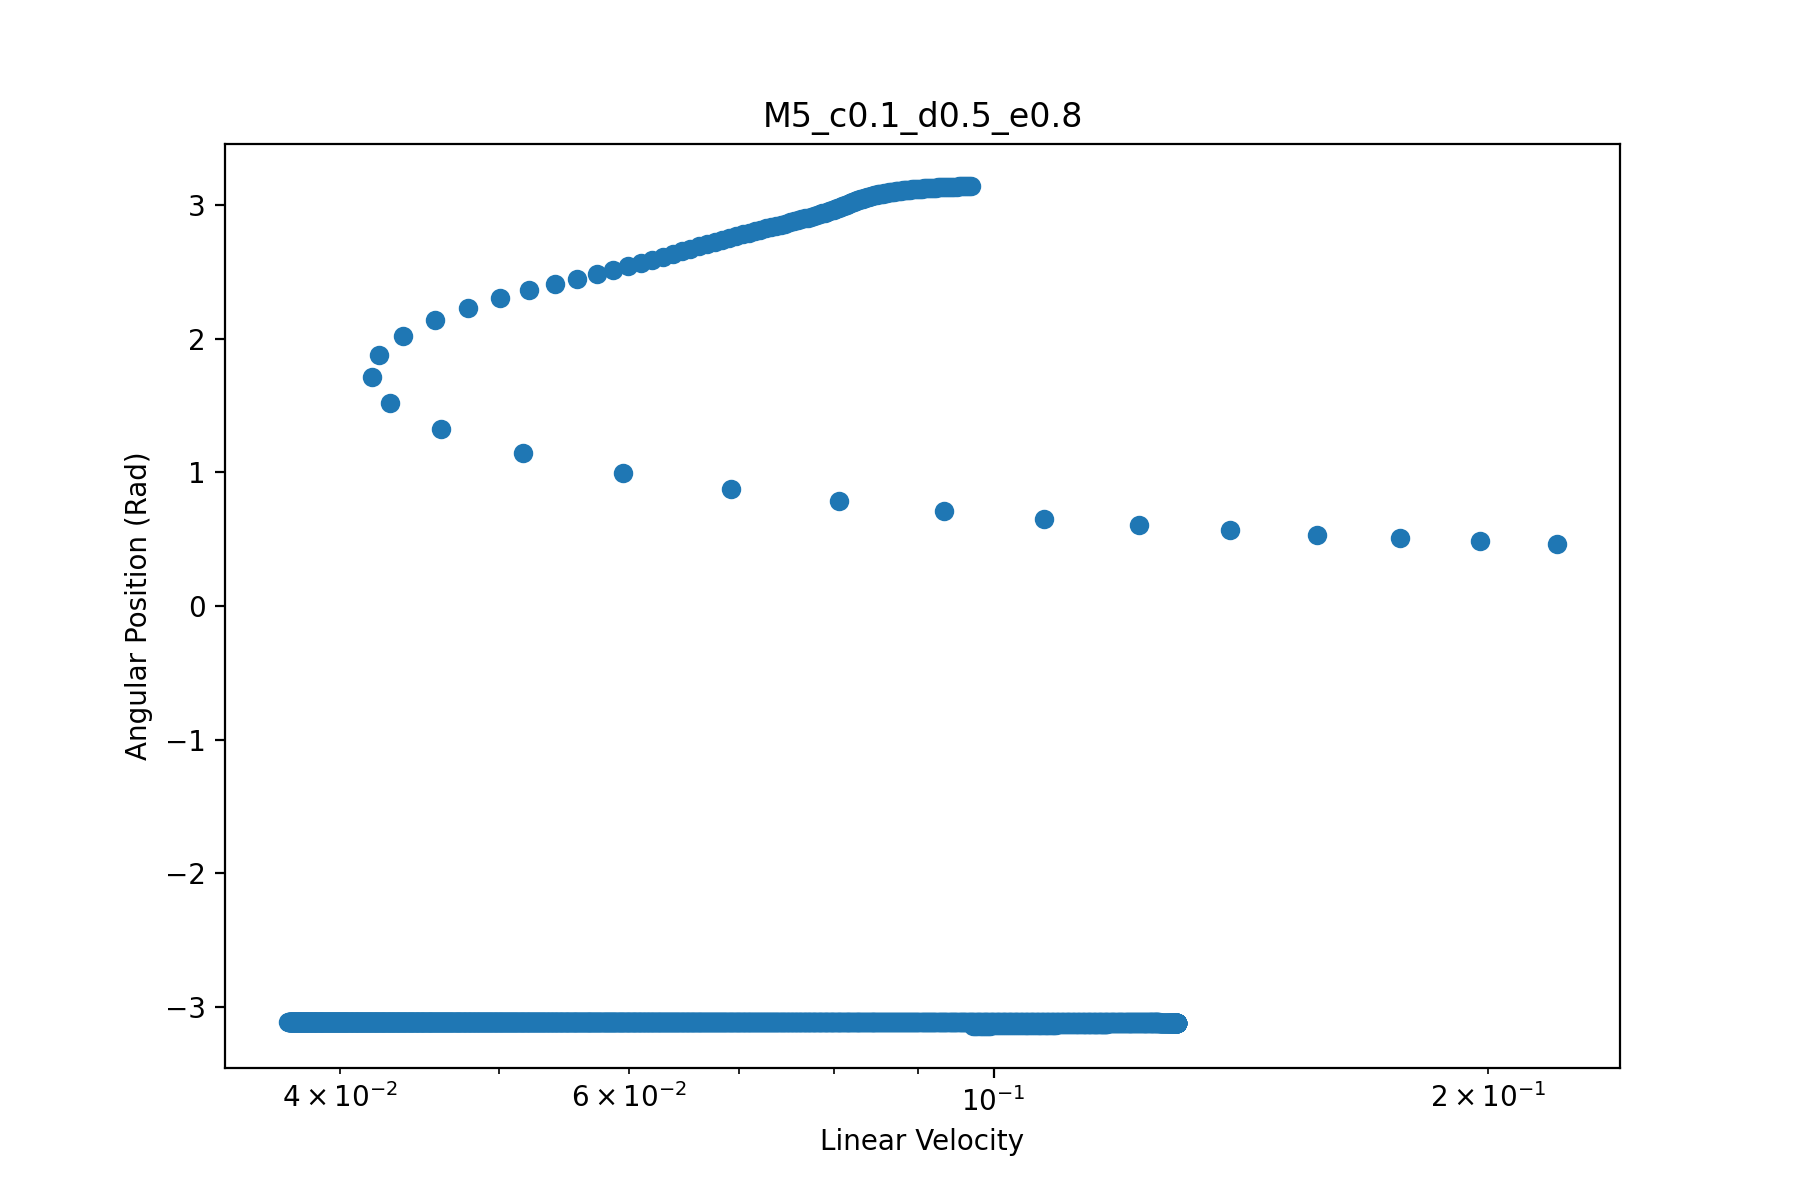 M5_c0.1_d0.5_e0.8
3
2
1
0
−1
−2
−3
Angular Position (Rad)
4 × 10⁻²
6 × 10⁻²
10⁻¹
2 × 10⁻¹
Linear Velocity